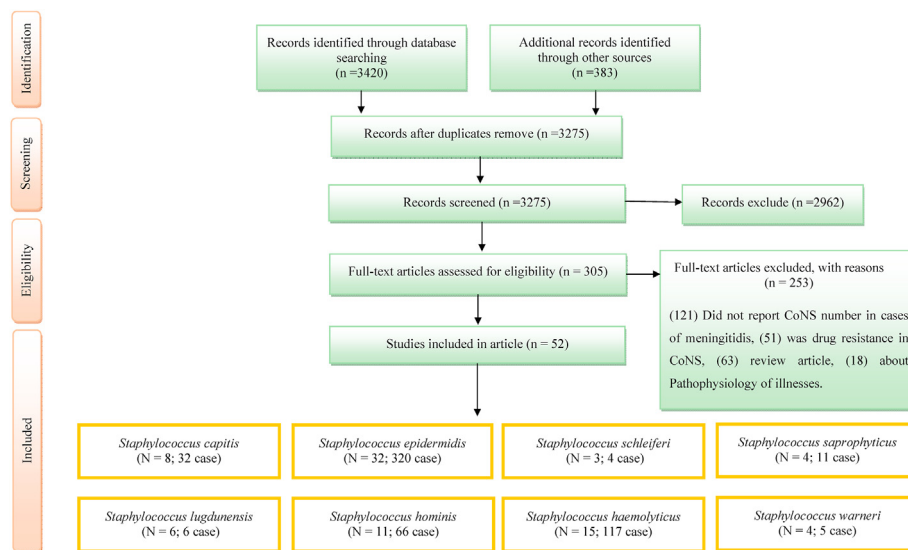 Identification
Records identified through database
searching
(n =3420)
Additional records identified
through other sources
(n =383)
Screening
Records after duplicates remove (n =3275)
Records screened (n =3275)
Records exclude (n =2962)
Eligibility
Full-text articles assessed for eligibility (n = 305)
Full-text articles excluded, with reasons
(n = 253)
(121) Did not report CoNS number in cases
of meningitidis, (51) was drug resistance in
CoNS, (63) review article, (18) about
Pathophysiology of illnesses.
Studies included in article (n = 52)
Included
Staphylococcus capitis
(N = 8; 32 case)
Staphylococcus epidermidis
(N = 32; 320 case)
Staphylococcus schleiferi
(N = 3; 4 case)
Staphylococcus saprophyticus
(N = 4; 11 case)
Staphylococcus lugdunensis
(N = 6; 6 case)
Staphylococcus hominis
(N = 11; 66 case)
Staphylococcus haemolyticus
(N = 15; 117 case)
Staphylococcus warneri
(N = 4; 5 case)